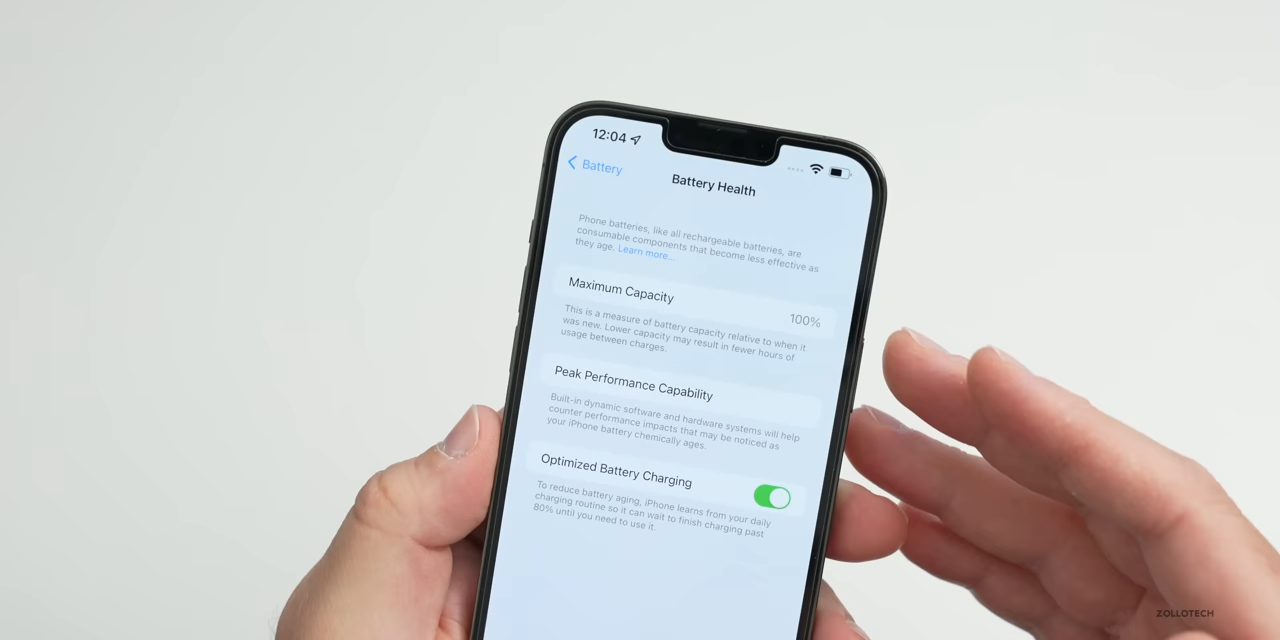 12:04
Battery
Battery Health
Phone batteries, like all rechargeable batteries, are
consumable components that become less effective as
they age. Learn more...
Maximum Capacity
100%
This is a measure of battery capacity relative to when it
was new. Lower capacity may result in fewer hours of
usage between charges.
Peak Performance Capability
Built-in dynamic software and hardware systems will help
counter performance impacts that may be noticed as
your iPhone battery chemically ages.
Optimized Battery Charging
To reduce battery aging, iPhone learns from your daily
charging routine so it can wait to finish charging past
80% until you need to use it.
ZOLLOTECH